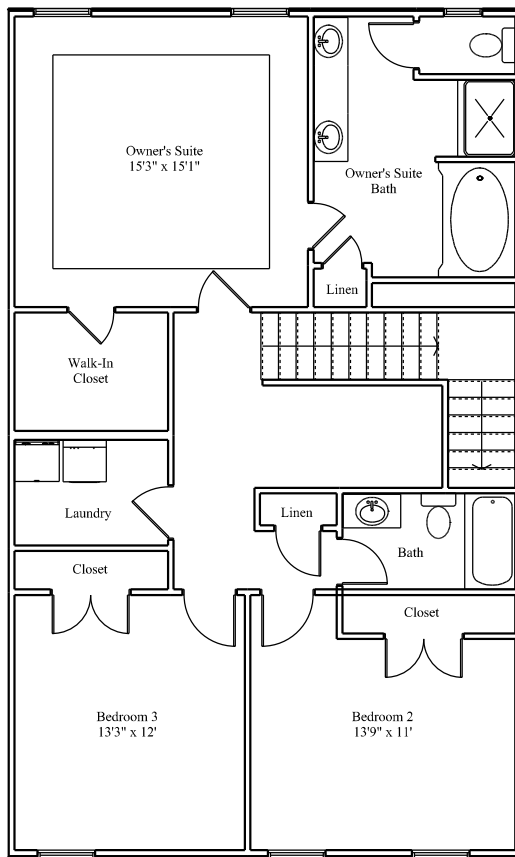 Owner's Suite
15'3" x 15'1"
Owner's Suite
Bath
Linen
Walk-In
Closet
Laundry
Linen
Bath
Closet
Closet
Bedroom 3
13'3" x 12'
Bedroom 2
13'9" x 11'